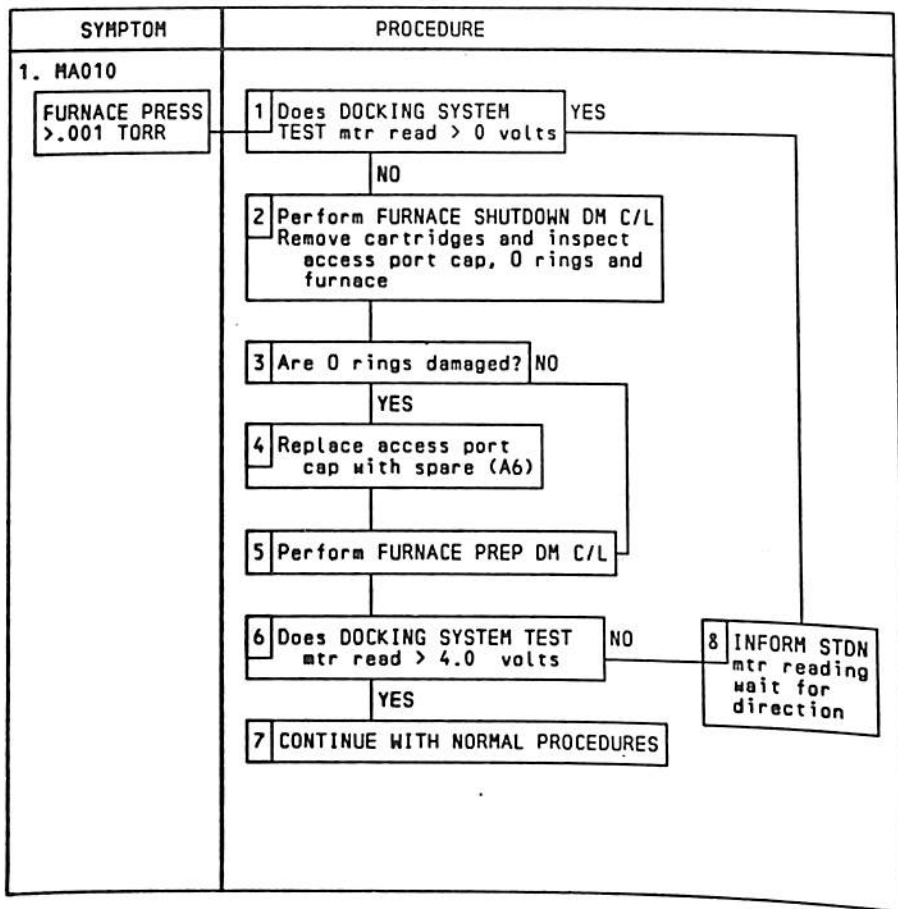 SYMPTOM
PROCEDURE
1. MA010
FURNACE PRESS
>.001 TORR
1 Does DOCKING SYSTEM
TEST mtr read > 0 volts
YES
NO
2 Perform FURNACE SHUTDOWN DM C/L
Remove cartridges and inspect
access port cap, O rings and
furnace
3 Are O rings damaged? NO
YES
4 Replace access port
cap with spare (A6)
5 Perform FURNACE PREP DM C/L
6 Does DOCKING SYSTEM TEST
mtr read > 4.0 volts
NO
8 INFORM STDN
mtr reading
wait for
direction
YES
7 CONTINUE WITH NORMAL PROCEDURES